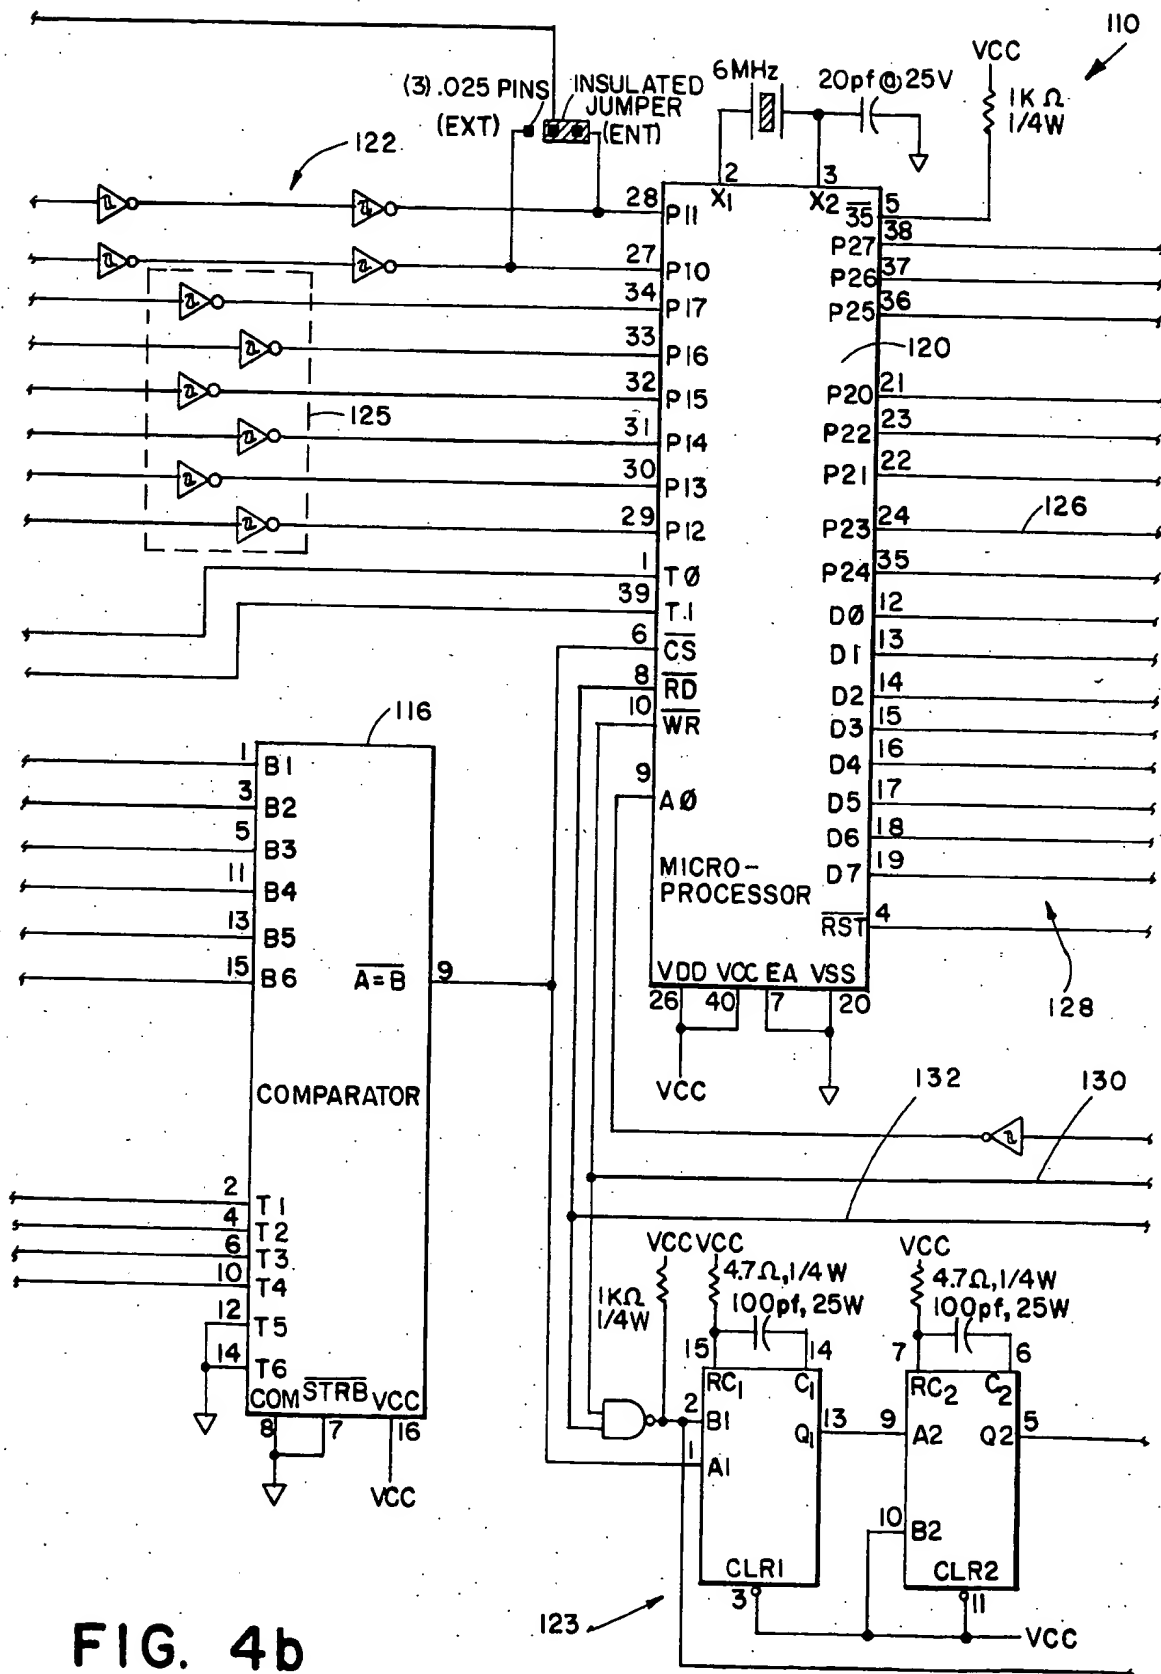 110
VCC
6MHz
20pf @ 25V
(3) .025 PINS
INSULATED
JUMPER
(EXT)
(ENT)
1K Ω
1/4W
122
2
3
X1
X2
28
P11
35
5
27
P10
P27
38
34
P17
P26
37
33
P16
P25
36
120
32
P15
P20
21
125
31
P14
P22
23
30
P13
P21
22
29
P12
P23
24
126
1
TØ
P24
35
39
T.1
DØ
12
6
CS
D1
13
8
RD
D2
14
10
WR
D3
15
116
D4
16
1
B1
9
AØ
D5
17
3
B2
D6
18
5
B3
MICRO-
PROCESSOR
D7
19
11
B4
RST
4
13
B5
15
B6
A=B
9
VDD
VCC
EA
VSS
26
40
7
20
128
VCC
COMPARATOR
132
130
2
T1
4
T2
6
T3
10
T4
12
T5
14
T6
COM
STRB
VCC
8
7
16
VCC
VCC
VCC
VCC
1KΩ
1/4W
4.7Ω, 1/4W
100pf, 25W
4.7Ω, 1/4W
100pf, 25W
15
14
7
6
RC1
C1
RC2
C2
2
B1
Q1
13
9
A2
Q2
5
1
A1
10
B2
CLR1
CLR2
3
11
123
VCC
FIG. 4b